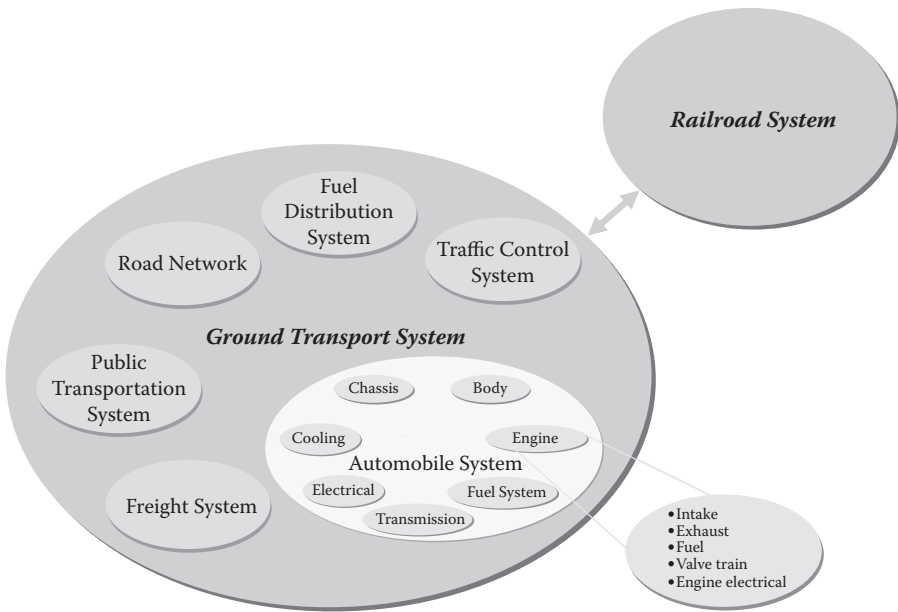 Railroad System
Fuel
Distribution
System
Traffic Control
System
Road Network
Ground Transport System
Public
Transportation
System
Chassis
Body
Cooling
Engine
Automobile System
Electrical
Fuel System
Transmission
Freight System
•Intake
•Exhaust
•Fuel
•Valve train
•Engine electrical